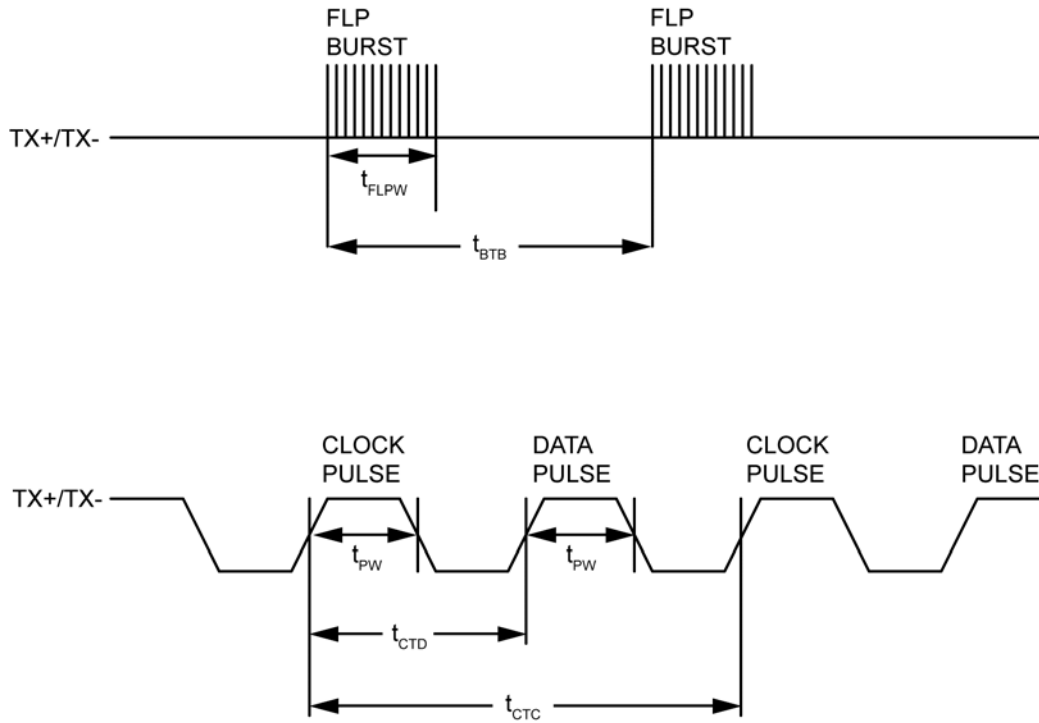 FLP FLP
BURST BURST
TX+/TX-
tFLPW
tBTB
CLOCK DATA CLOCK DATA
PULSE PULSE PULSE PULSE
TX+/TX-
tPW tPW
tCTD
tCTC